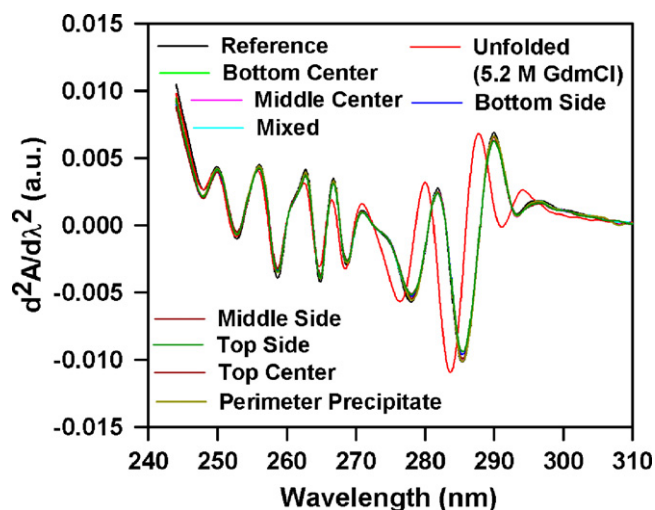 0.015
0.010
0.005
0.000
-0.005
-0.010
-0.015
d²A/dλ² (a.u.)
Reference
Bottom Center
Middle Center
Mixed
Unfolded
(5.2 M GdmCl)
Bottom Side
Middle Side
Top Side
Top Center
Perimeter Precipitate
240 250 260 270 280 290 300 310
Wavelength (nm)